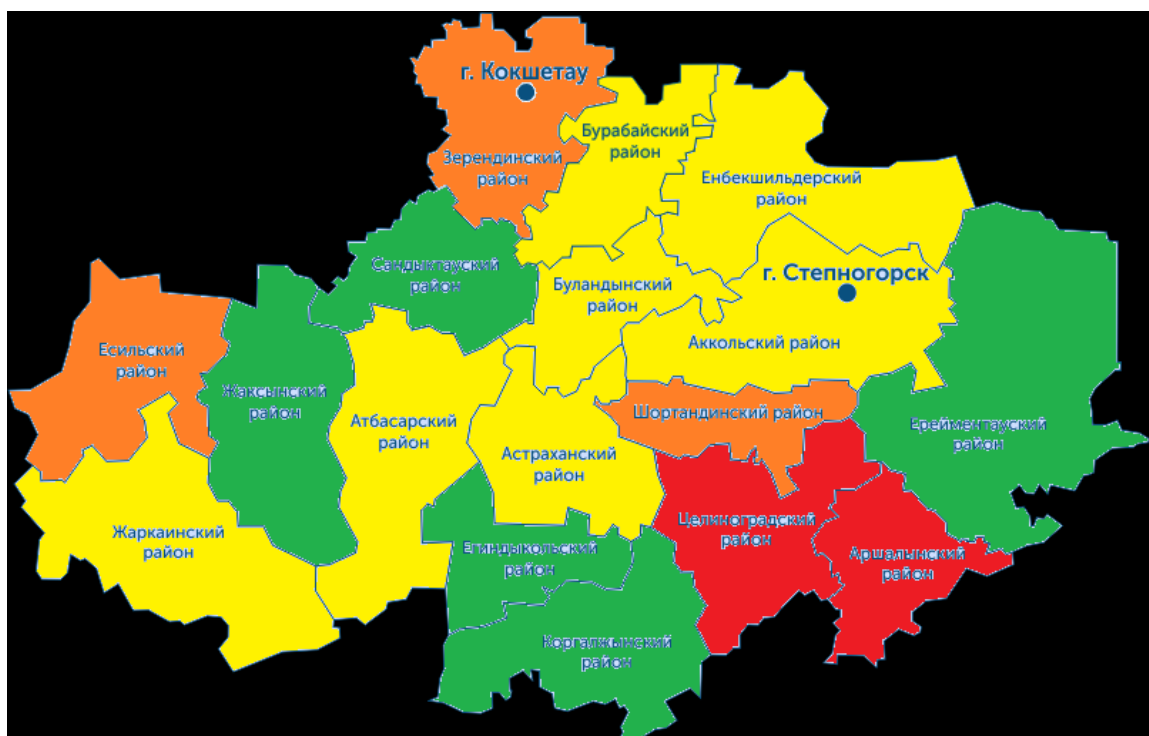 г. Кокшетау
Бурабайский
район
Зерендинский
район
Енбекшильдерский
район
Сандыктауский
район
г. Степногорск
Буландынский
район
Есильский
район
Аккольский район
Жаксынский
район
Шортандинский район
Атбасарский
район
Ерейментауский
район
Астраханский
район
Жаркаинский
район
Целиноградский
район
Егиндыкольский
район
Аршалынский
район
Коргалжынский
район